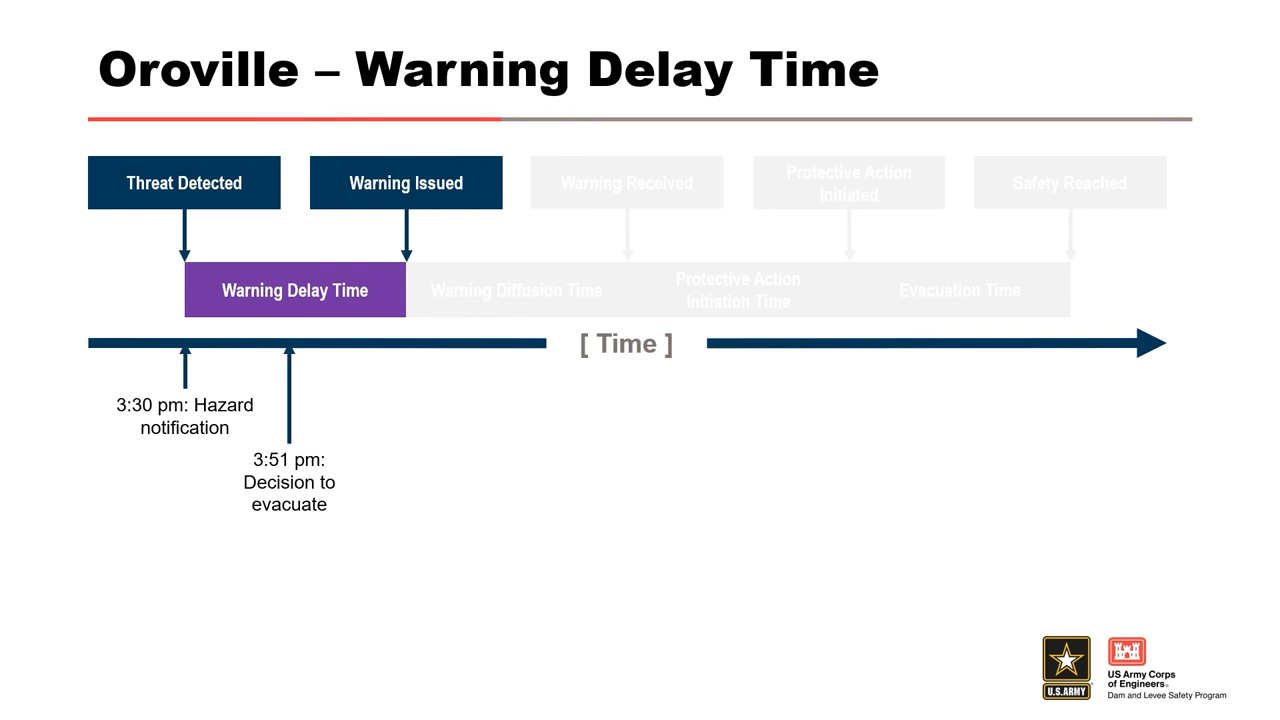 Oroville – Warning Delay Time
Threat Detected
Warning Issued
Warning Received
Protective Action
Initiated
Safety Reached
Warning Delay Time
Warning Diffusion Time
Protective Action
Initiation Time
Evacuation Time
[ Time ]
3:30 pm: Hazard
notification
3:51 pm:
Decision to
evacuate
U.S.ARMY
US Army Corps
of Engineers®
Dam and Levee Safety Program